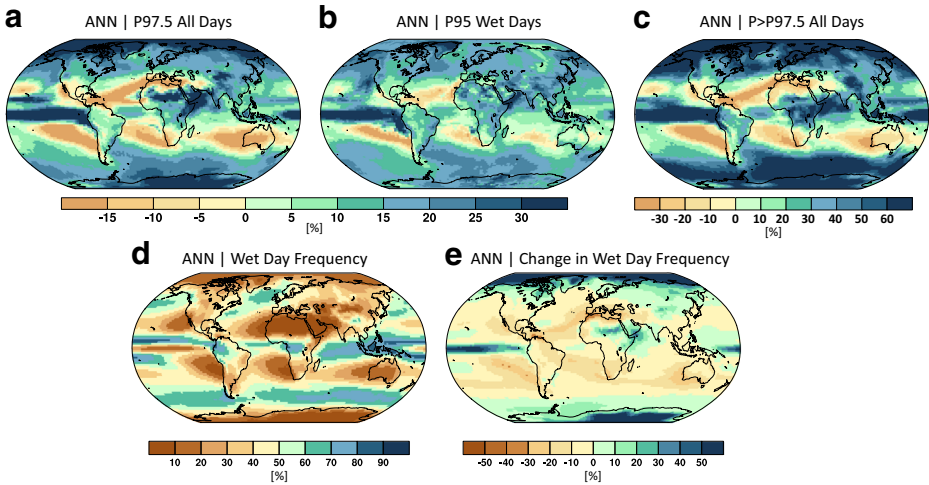 a
ANN | P97.5 All Days
b
ANN | P95 Wet Days
c
ANN | P>P97.5 All Days
-15 -10 -5 0 5 10 15 20 25 30
[%]
-30 -20 -10 0 10 20 30 40 50 60
[%]
d
ANN | Wet Day Frequency
e
ANN | Change in Wet Day Frequency
10 20 30 40 50 60 70 80 90
[%]
-50 -40 -30 -20 -10 0 10 20 30 40 50
[%]